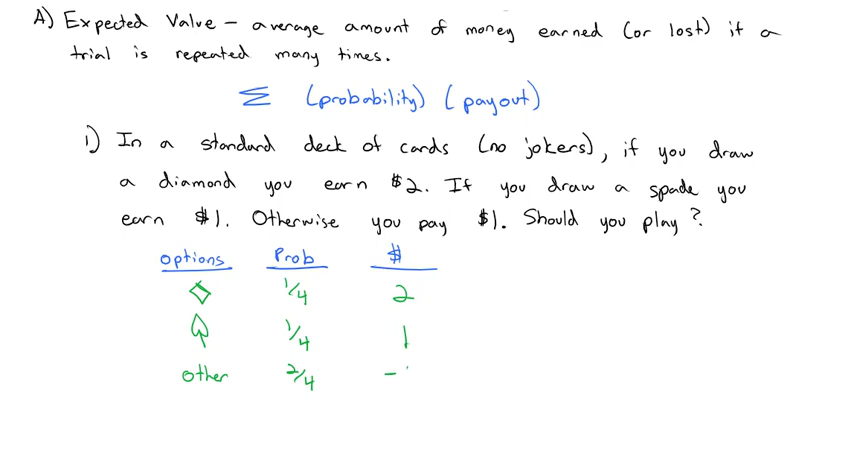 A) Expected Value – average amount of money earned (or lost) if a
trial is repeated many times.
Σ (probability) (payout)
1) In a standard deck of cards (no jokers), if you draw
a diamond you earn $2. If you draw a spade you
earn $1. Otherwise you pay $1. Should you play?
options Prob $
◇ 1/4 2
♤ 1/4 1
other 2/4 -